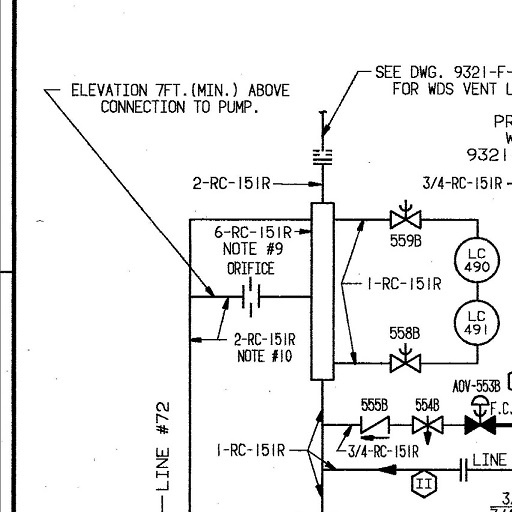 SEE DWG. 9321-F-
FOR WDS VENT L
ELEVATION 7FT.(MIN.) ABOVE
CONNECTION TO PUMP.
PR
W
9321
2-RC-151R
3/4-RC-151R
6-RC-151R
NOTE #9
ORIFICE
559B
LC
490
1-RC-151R
LC
491
2-RC-151R
NOTE #10
558B
AOV-553B
555B
554B
F.C.
LINE #72
1-RC-151R
3/4-RC-151R
LINE
II
3/